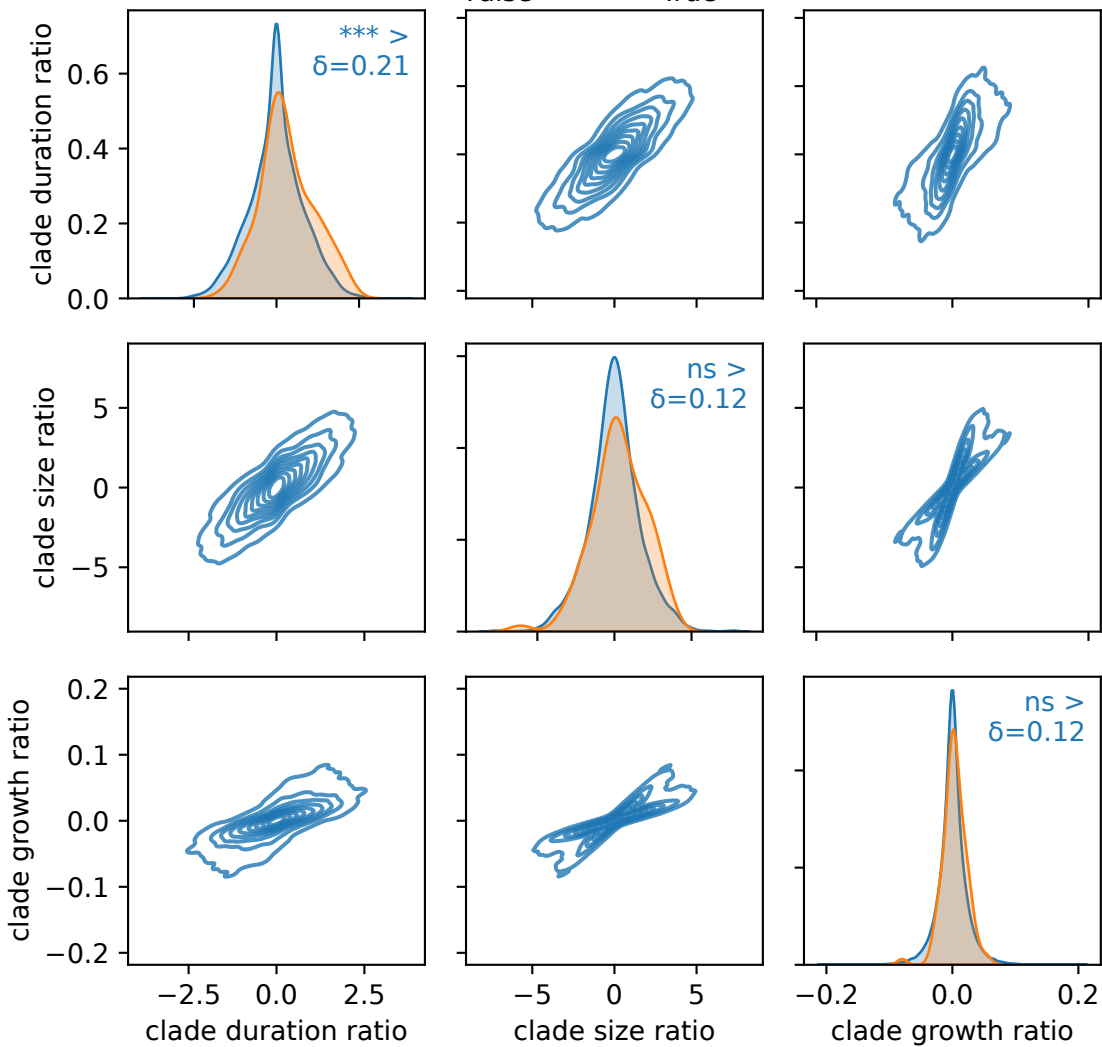 clade duration ratio
0.6
0.4
0.2
0.0
*** >
δ=0.21
clade size ratio
5
0
−5
ns >
δ=0.12
clade growth ratio
0.2
0.1
0.0
−0.1
−0.2
ns >
δ=0.12
−2.5 0.0 2.5
−5 0 5
−0.2 0.0 0.2
clade duration ratio
clade size ratio
clade growth ratio